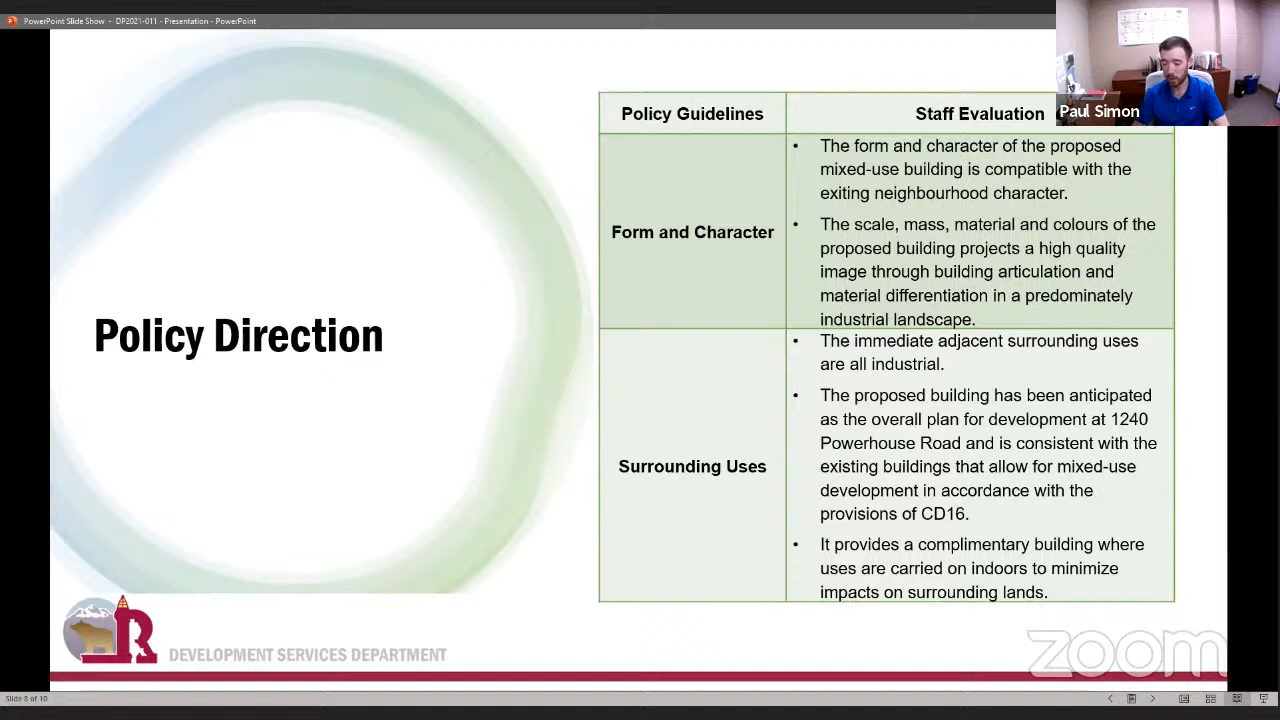 PowerPoint Slide Show - DP2021-011 - Presentation - PowerPoint
Paul Simon
Policy Guidelines
Staff Evaluation
Form and Character
• The form and character of the proposed
mixed-use building is compatible with the
exiting neighbourhood character.
• The scale, mass, material and colours of the
proposed building projects a high quality
image through building articulation and
material differentiation in a predominately
industrial landscape.
Policy Direction
Surrounding Uses
• The immediate adjacent surrounding uses
are all industrial.
• The proposed building has been anticipated
as the overall plan for development at 1240
Powerhouse Road and is consistent with the
existing buildings that allow for mixed-use
development in accordance with the
provisions of CD16.
• It provides a complimentary building where
uses are carried on indoors to minimize
impacts on surrounding lands.
R
DEVELOPMENT SERVICES DEPARTMENT
zoom
Slide 8 of 10